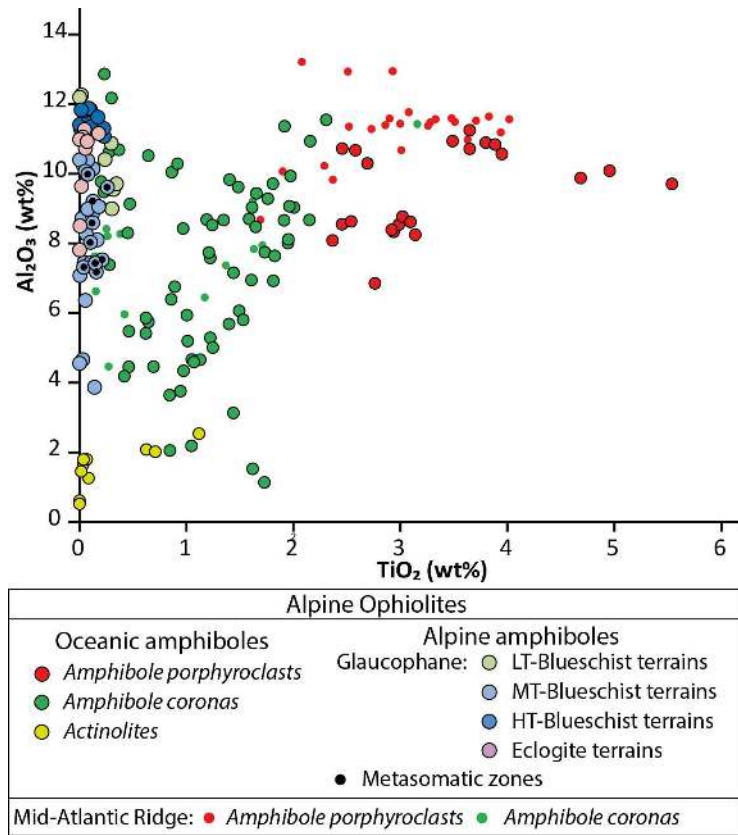 14
12
10
8
6
4
2
0
Al₂O₃ (wt%)
0 1 2 3 4 5 6
TiO₂ (wt%)
Alpine Ophiolites
Oceanic amphiboles
Amphibole porphyroclasts
Amphibole coronas
Actinolites
Alpine amphiboles
Glaucophane: LT-Blueschist terrains
MT-Blueschist terrains
HT-Blueschist terrains
Eclogite terrains
Metasomatic zones
Mid-Atlantic Ridge: Amphibole porphyroclasts Amphibole coronas